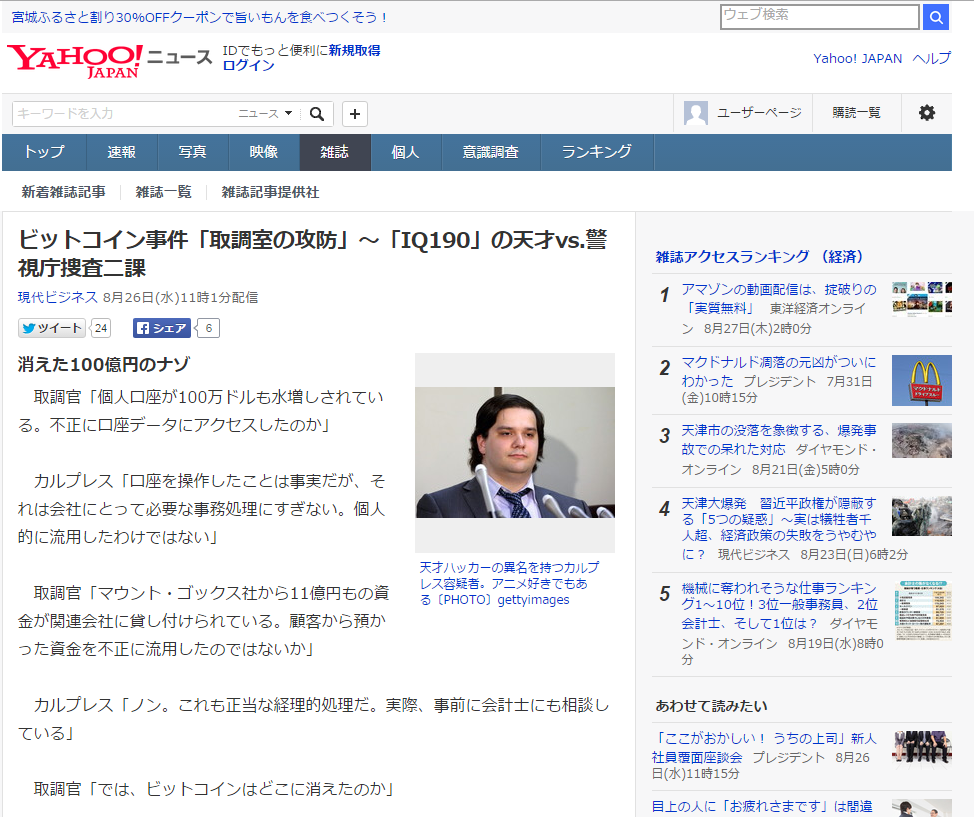 宮城ふるさと割り30%OFFクーポンで旨いもんを食べつくそう！
ウェブ検索
YAHOO! JAPAN ニュース
IDでもっと便利に新規取得
ログイン
Yahoo! JAPAN ヘルプ
キーワードを入力
ニュース
ユーザーページ
購読一覧
トップ 速報 写真 映像 雑誌 個人 意識調査 ランキング
新着雑誌記事 雑誌一覧 雑誌記事提供社
ビットコイン事件「取調室の攻防」～「IQ190」の天才vs.警
視庁捜査二課
現代ビジネス 8月26日(水)11時1分配信
ツイート 24 シェア 6
消えた100億円のナゾ
取調官「個人口座が100万ドルも水増しされてい
る。不正に口座データにアクセスしたのか」
カルプレス「口座を操作したことは事実だが、そ
れは会社にとって必要な事務処理にすぎない。個人
的に流用したわけではない」
取調官「マウント・ゴックス社から11億円もの資
金が関連会社に貸し付けられている。顧客から預か
った資金を不正に流用したのではないか」
カルプレス「ノン。これも正当な経理的処理だ。実際、事前に会計士にも相談し
ている」
取調官「では、ビットコインはどこに消えたのか」
天才ハッカーの異名を持つカルプ
レス容疑者。アニメ好きでもあ
る〔PHOTO〕gettyimages
雑誌アクセスランキング （経済）
1 アマゾンの動画配信は、掟破りの
「実質無料」 東洋経済オンライ
ン 8月27日(木)2時0分
2 マクドナルド凋落の元凶がついに
わかった プレジデント 7月31日
(金)10時15分
3 天津市の没落を象徴する、爆発事
故での呆れた対応 ダイヤモンド・
オンライン 8月21日(金)5時0分
4 天津大爆発 習近平政権が隠蔽す
る「5つの疑惑」～実は犠牲者千
人超、経済政策の失敗をうやむや
に？ 現代ビジネス 8月23日(日)6時2分
5 機械に奪われそうな仕事ランキン
グ1～10位！3位一般事務員、2位
会計士、そして1位は？ ダイヤモ
ンド・オンライン 8月19日(水)8時0
分
あわせて読みたい
「ここがおかしい！ うちの上司」新人
社員覆面座談会 プレジデント 8月26
日(水)11時15分
目上の人に「お疲れさまです」は間違